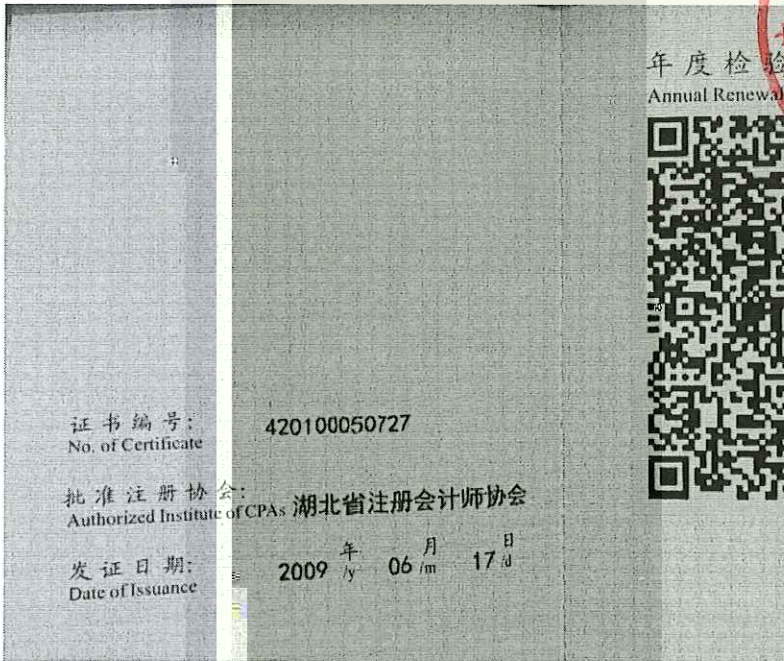 年度检验
Annual Renewal
证书编号: 420100050727
No. of Certificate
批准注册协会: 湖北省注册会计师协会
Authorized Institute of CPAs
发证日期: 2009 年 06 月 17 日
Date of Issuance /y /m /d